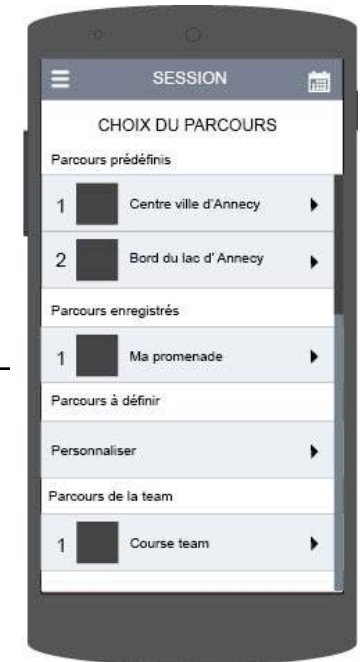 SESSION
CHOIX DU PARCOURS
Parcours prédéfinis
1 Centre ville d'Annecy
2 Bord du lac d' Annecy
Parcours enregistrés
1 Ma promenade
Parcours à définir
Personnaliser
Parcours de la team
1 Course team